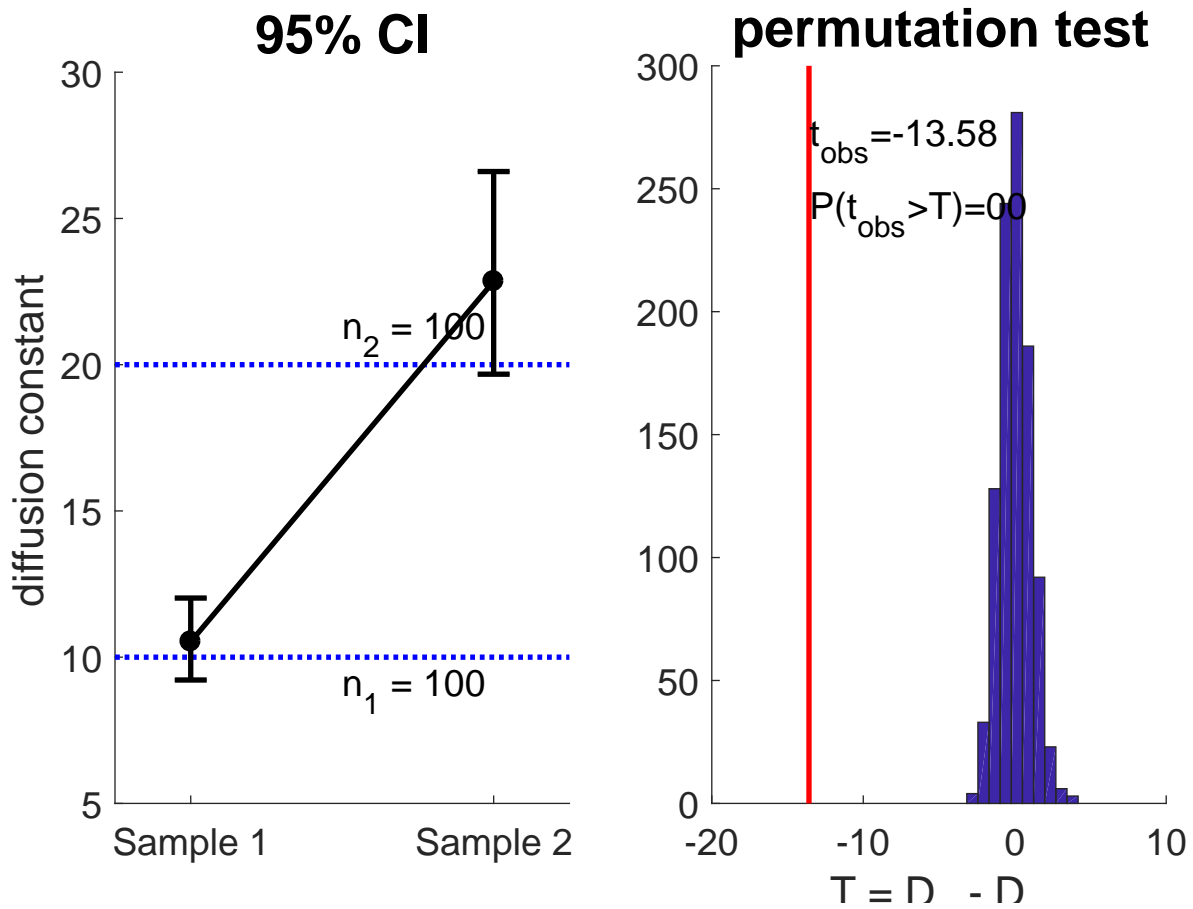 95% CI
30
25
20
15
10
5
diffusion constant
n2 = 100
n1 = 100
Sample 1 Sample 2
permutation test
300
250
200
150
100
50
0
tobs=-13.58
P(tobs>T)=00
-20 -10 0 10
T = D - D